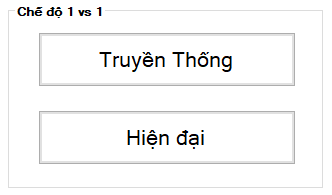 Chế độ 1 vs 1
Truyền Thống
Hiện đại